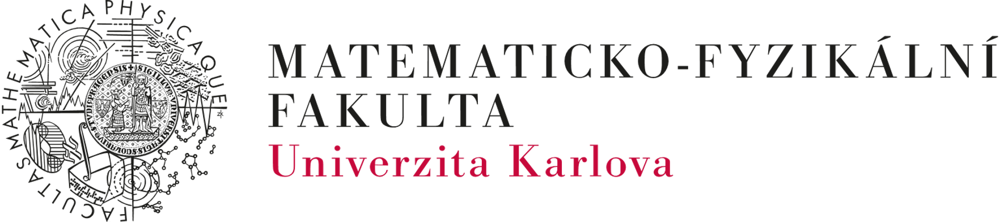 FACULTAS MATHEMATICA PHYSICAQUE
MATEMATICKO-FYZIKÁLNÍ
FAKULTA
Univerzita Karlova